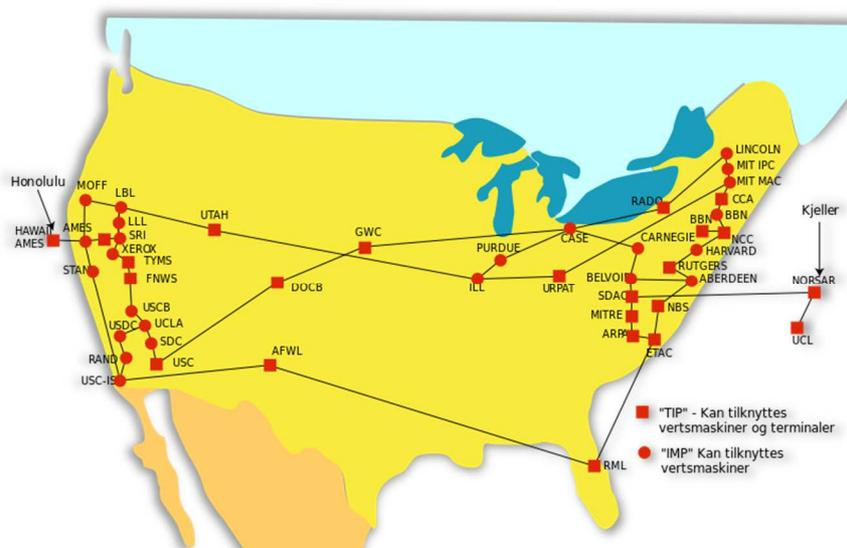 LINCOLN
MIT IPC
MIT MAC
Honolulu
MOFF
LBL
CCA
RADO
Kjeller
LLL
UTAH
BBN
BBN
HAWAII
AMES
AMES
SRI
GWC
CASE
CARNEGIE
NCC
XEROX
PURDUE
HARVARD
TYMS
STAN
RUTGERS
FNWS
DOCB
ILL
URPAT
BELVOIR
ABERDEEN
NORSAR
SDAC
USCB
NBS
MITRE
USDC
UCLA
ARPA
SDC
UCL
RAND
USC
AFWL
ETAC
USC-IS
"TIP" - Kan tilknyttes
vertsmaskiner og terminaler
"IMP" Kan tilknyttes
vertsmaskiner
RML